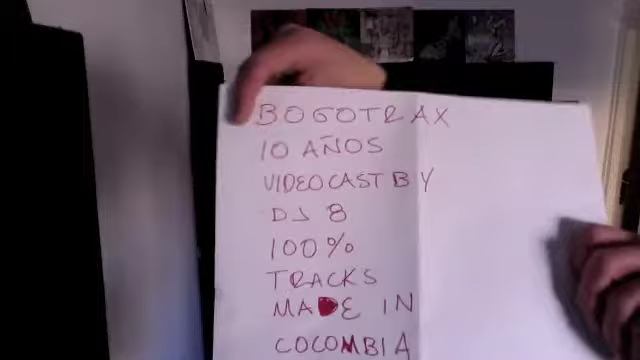 BOGOTRAX
10 AÑOS
VIDEOCAST BY
DJ 8
100%
TRACKS
MADE IN
COLOMBIA